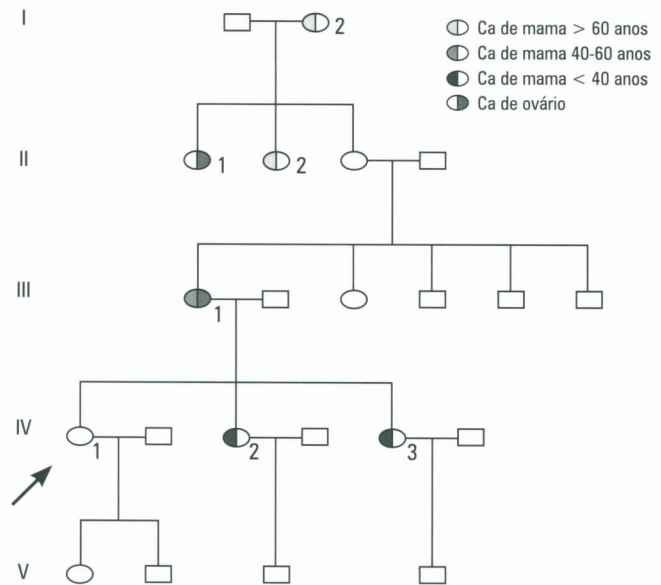 I
2
Ca de mama > 60 anos
Ca de mama 40-60 anos
Ca de mama < 40 anos
Ca de ovário
II
1
2
III
1
IV
1
2
3
V